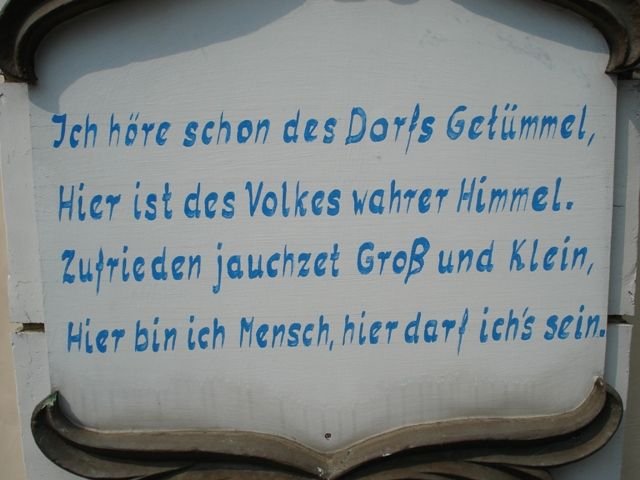 Ich höre schon des Dorfs Getümmel,
Hier ist des Volkes wahrer Himmel.
Zufrieden jauchzet Groß und Klein,
Hier bin ich Mensch, hier darf ich's sein.